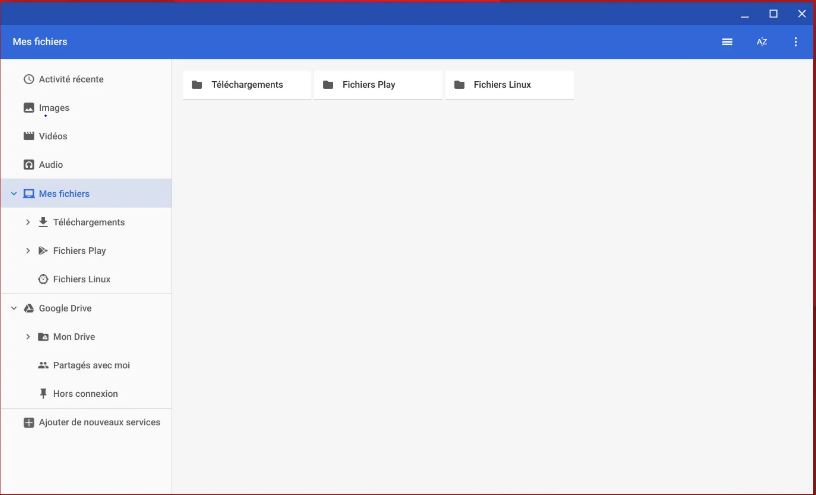 Mes fichiers
AZ
Activité récente
Images
Vidéos
Audio
Mes fichiers
Téléchargements
Fichiers Play
Fichiers Linux
Google Drive
Mon Drive
Partagés avec moi
Hors connexion
Ajouter de nouveaux services
Téléchargements Fichiers Play Fichiers Linux